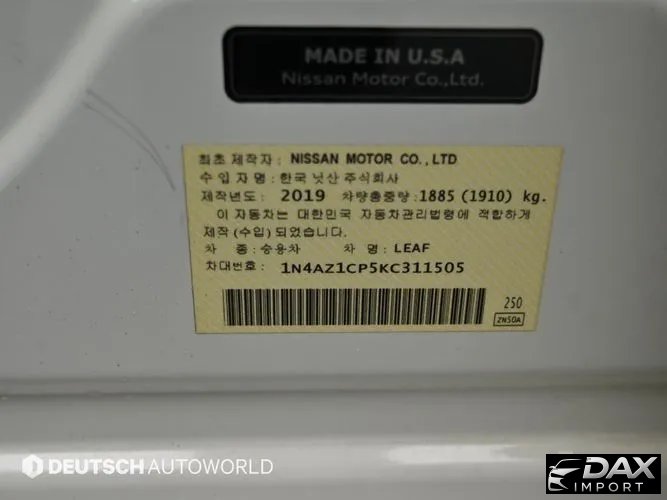 MADE IN U.S.A
Nissan Motor Co.,Ltd.
최초 제작자 : NISSAN MOTOR CO.,LTD
수 입 자 명 : 한국 닛산 주식회사
제작년도 : 2019 차량총중량 : 1885 (1910) kg.
이 자동차는 대한민국 자동차관리법령에 적합하게
제작 (수입) 되었습니다.
차 종 : 승용차 차 명 : LEAF
차대번호 : 1N4AZ1CP5KC311505
250
ZN50A
DEUTSCH AUTOWORLD
DAX
IMPORT